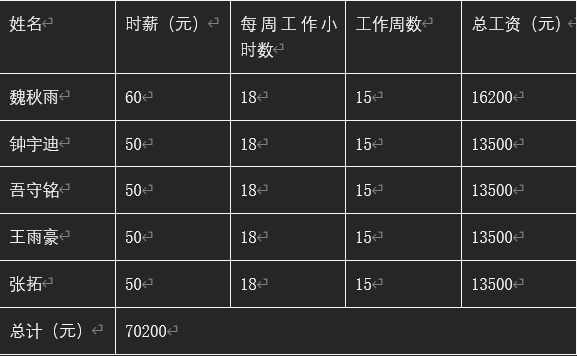 姓名 时薪（元） 每周工作小时数 工作周数 总工资（元）
魏秋雨 60 18 15 16200
钟宇迪 50 18 15 13500
吾守铭 50 18 15 13500
王雨豪 50 18 15 13500
张拓 50 18 15 13500
总计（元） 70200